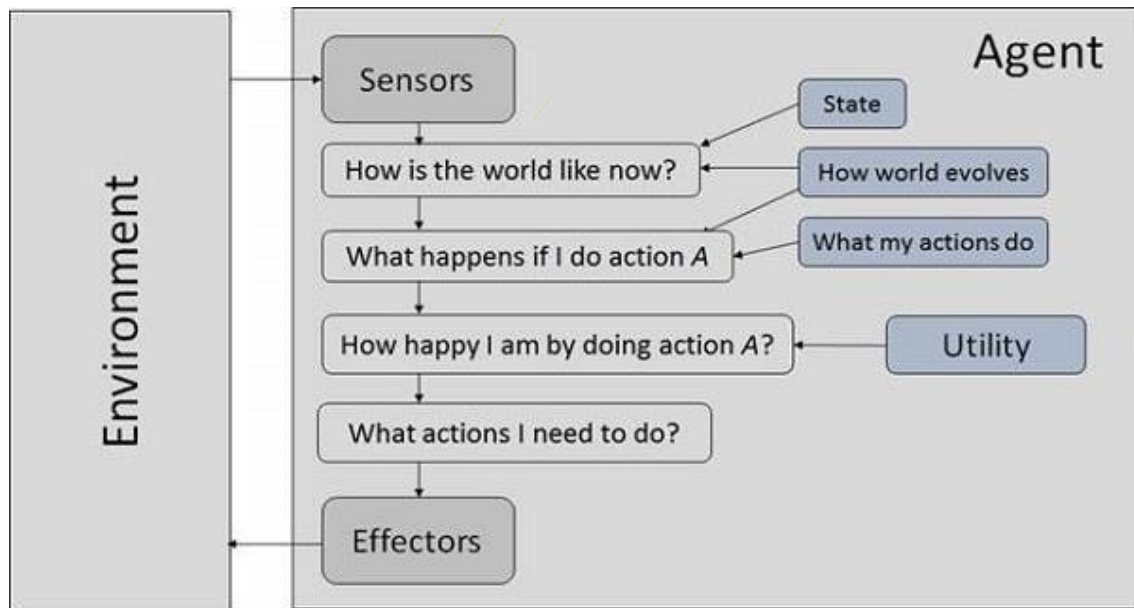 Environment
Agent
Sensors
State
How is the world like now?
How world evolves
What happens if I do action A
What my actions do
How happy I am by doing action A?
Utility
What actions I need to do?
Effectors